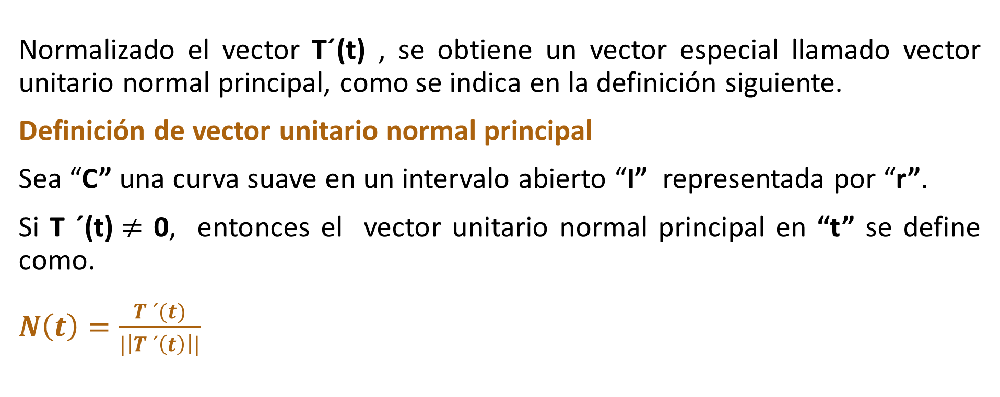 Normalizado el vector T´(t) , se obtiene un vector especial llamado vector
unitario normal principal, como se indica en la definición siguiente.
Definición de vector unitario normal principal
Sea “C” una curva suave en un intervalo abierto “I” representada por “r”.
Si T ´(t) ≠ 0, entonces el vector unitario normal principal en “t” se define
como.
N(t) = T ´(t) / ||T ´(t)||